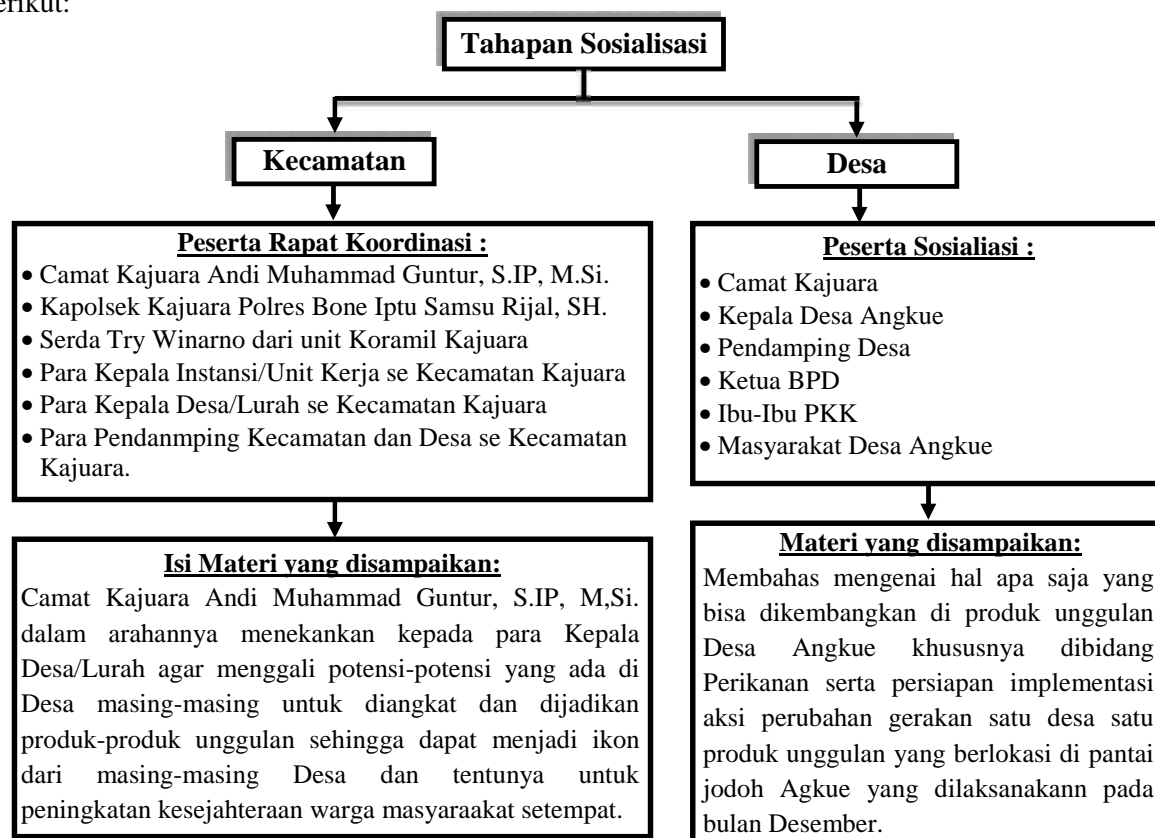 erikut:
Tahapan Sosialisasi
Kecamatan
Desa
Peserta Rapat Koordinasi :
• Camat Kajuara Andi Muhammad Guntur, S.IP, M.Si.
• Kapolsek Kajuara Polres Bone Iptu Samsu Rijal, SH.
• Serda Try Winarno dari unit Koramil Kajuara
• Para Kepala Instansi/Unit Kerja se Kecamatan Kajuara
• Para Kepala Desa/Lurah se Kecamatan Kajuara
• Para Pendanmping Kecamatan dan Desa se Kecamatan
Kajuara.
Peserta Sosialiasi :
• Camat Kajuara
• Kepala Desa Angkue
• Pendamping Desa
• Ketua BPD
• Ibu-Ibu PKK
• Masyarakat Desa Angkue
Isi Materi yang disampaikan:
Camat Kajuara Andi Muhammad Guntur, S.IP, M,Si.
dalam arahannya menekankan kepada para Kepala
Desa/Lurah agar menggali potensi-potensi yang ada di
Desa masing-masing untuk diangkat dan dijadikan
produk-produk unggulan sehingga dapat menjadi ikon
dari masing-masing Desa dan tentunya untuk
peningkatan kesejahteraan warga masyaraakat setempat.
Materi yang disampaikan:
Membahas mengenai hal apa saja yang
bisa dikembangkan di produk unggulan
Desa Angkue khususnya dibidang
Perikanan serta persiapan implementasi
aksi perubahan gerakan satu desa satu
produk unggulan yang berlokasi di pantai
jodoh Agkue yang dilaksanakann pada
bulan Desember.